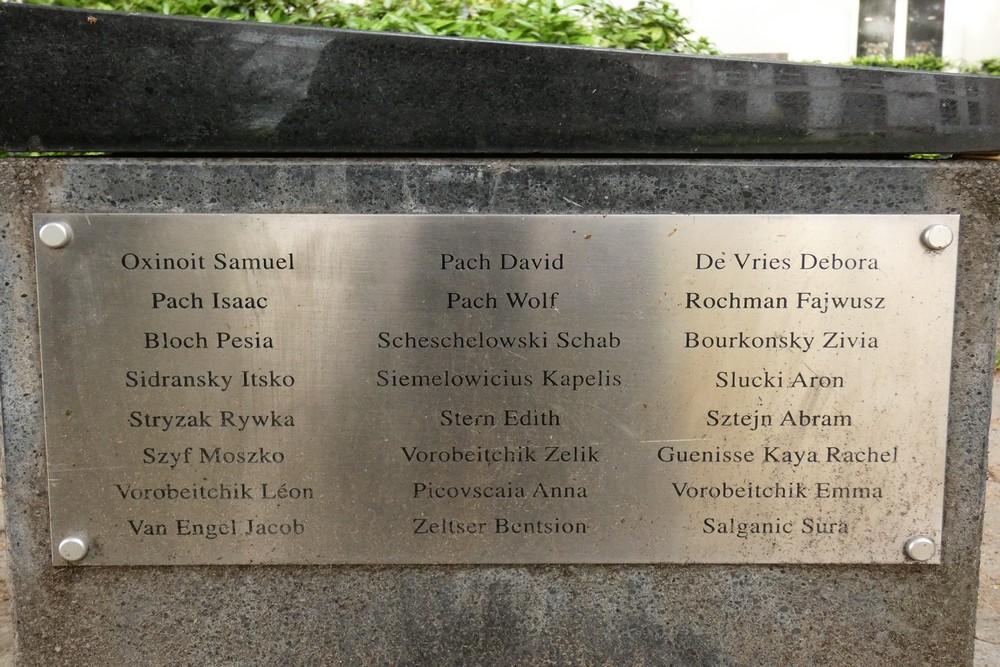 Oxinoit Samuel
Pach Isaac
Bloch Pesia
Sidransky Itsko
Stryzak Rywka
Szyf Moszko
Vorobeitchik Léon
Van Engel Jacob
Pach David
Pach Wolf
Scheschelowski Schab
Siemelowicius Kapelis
Stern Edith
Vorobeitchik Zelik
Picovscaia Anna
Zeltser Bentsion
De Vries Debora
Rochman Fajwusz
Bourkonsky Zivia
Slucki Aron
Sztejn Abram
Guenisse Kaya Rachel
Vorobeitchik Emma
Salganic Sura